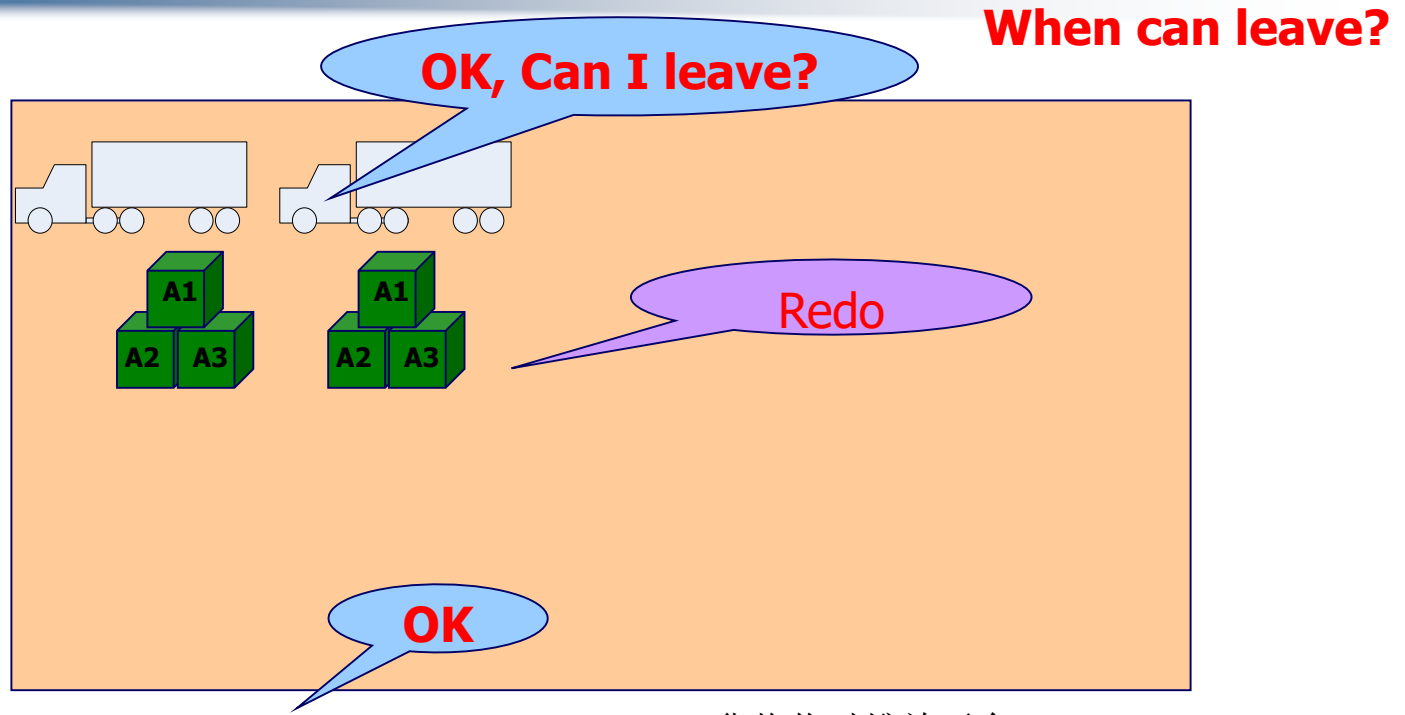 When can leave?
OK, Can I leave?
A1
A1
A2 A3
A2 A3
Redo
OK